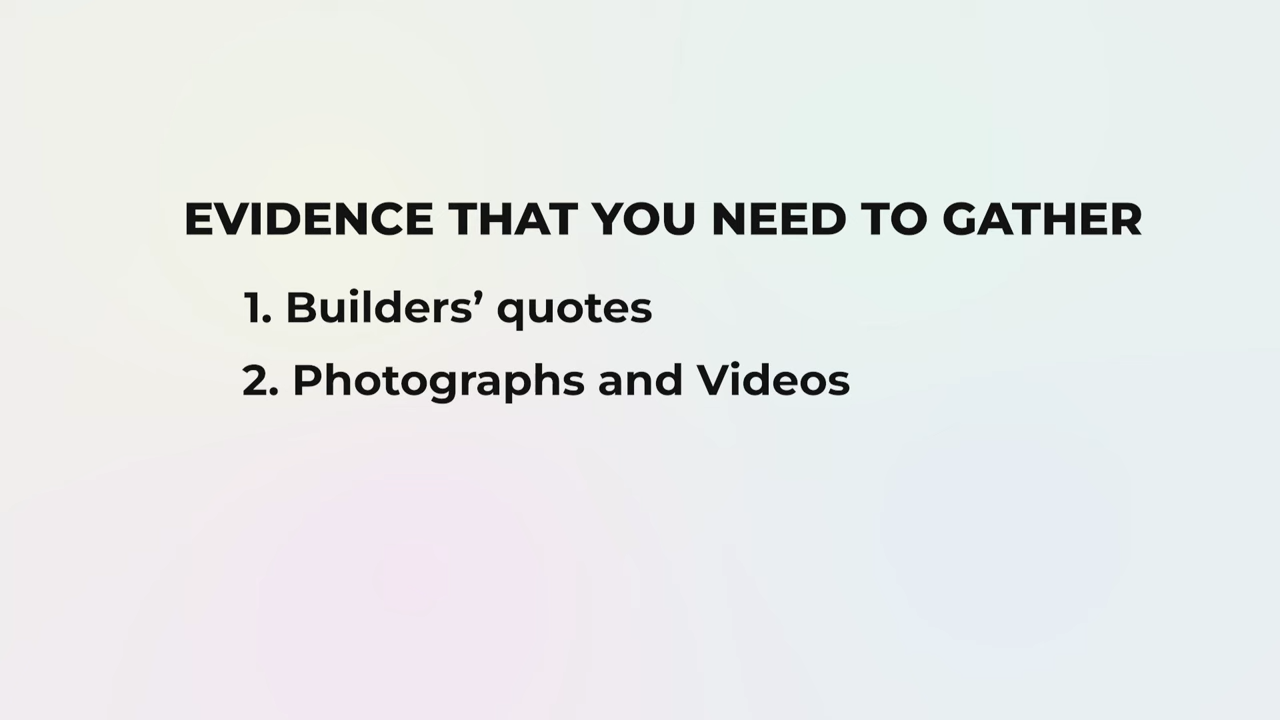 EVIDENCE THAT YOU NEED TO GATHER
1. Builders’ quotes
2. Photographs and Videos